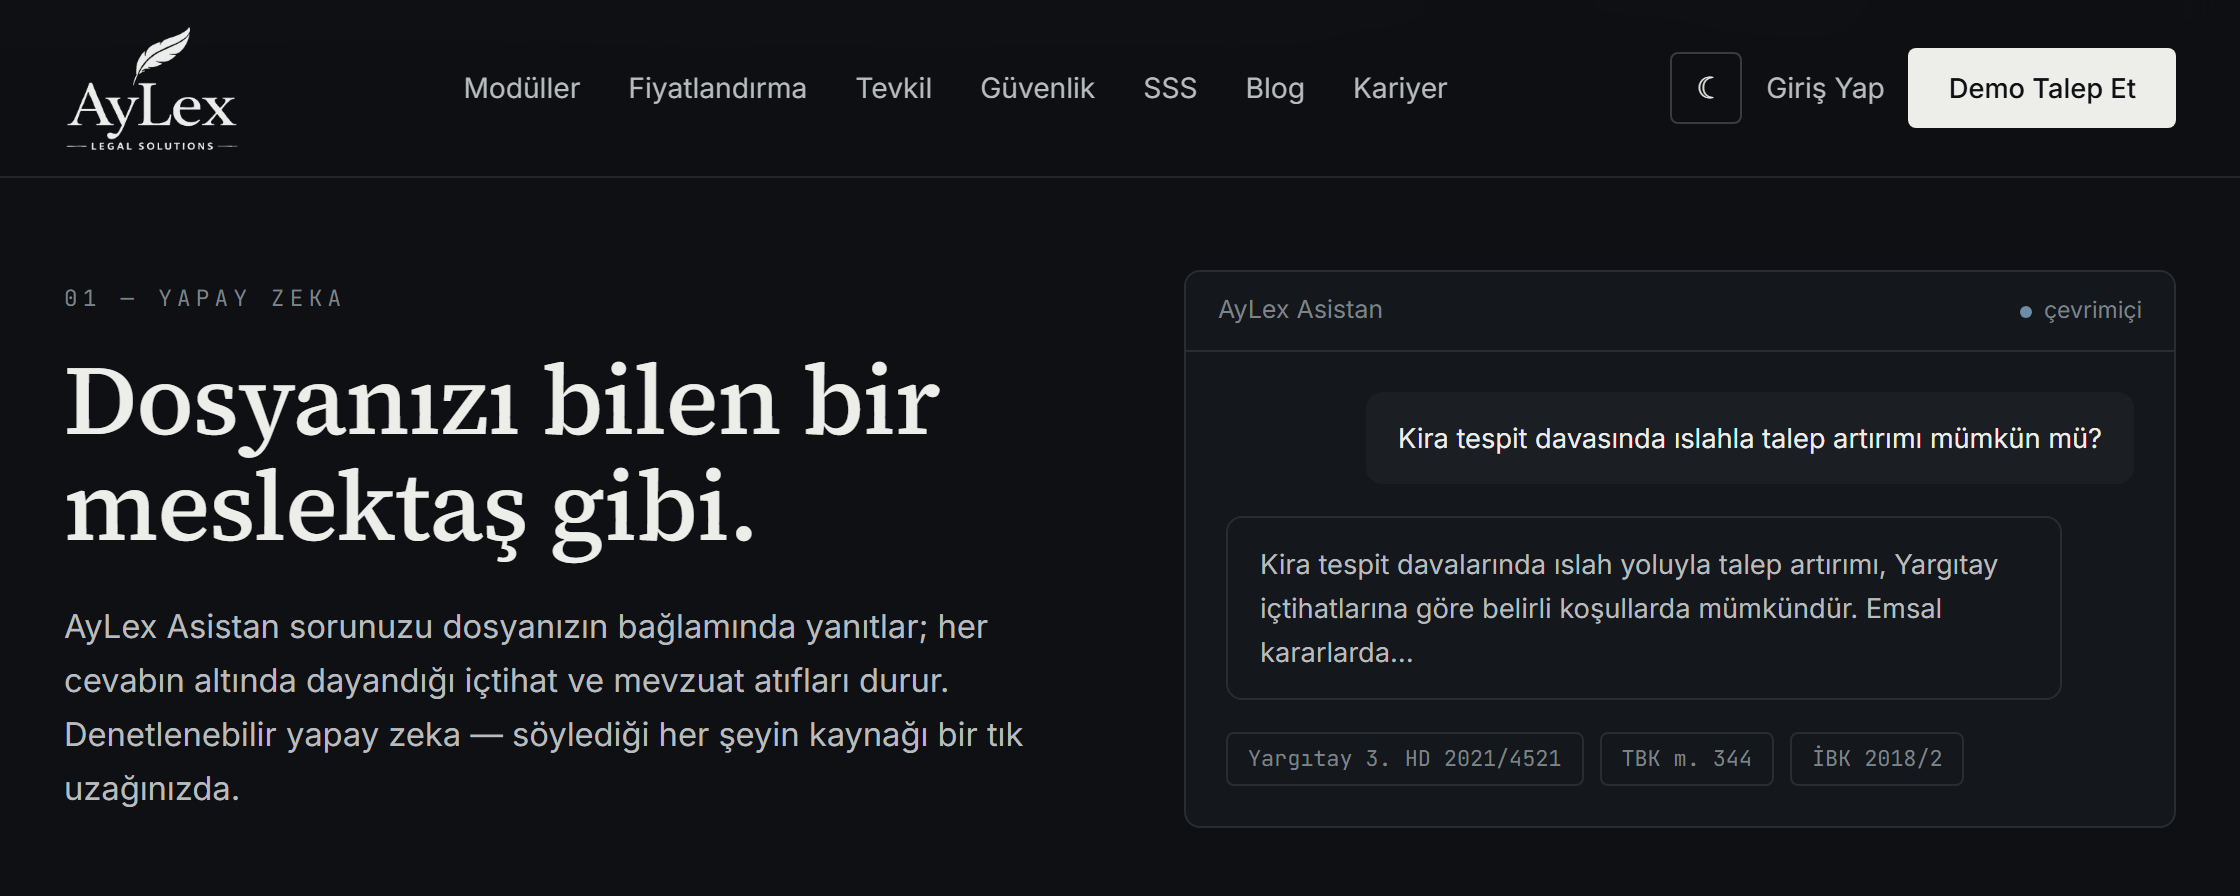 AyLex
LEGAL SOLUTIONS
Modüller
Fiyatlandırma
Tevkil
Güvenlik
SSS
Blog
Kariyer
Giriş Yap
Demo Talep Et
01 — YAPAY ZEKA
Dosyanızı bilen bir
meslektaş gibi.
AyLex Asistan sorunuzu dosyanızın bağlamında yanıtlar; her
cevabın altında dayandığı içtihat ve mevzuat atıfları durur.
Denetlenebilir yapay zeka — söylediği her şeyin kaynağı bir tık
uzağınızda.
AyLex Asistan
çevrimiçi
Kira tespit davasında ıslahla talep artırımı mümkün mü?
Kira tespit davalarında ıslah yoluyla talep artırımı, Yargıtay
içtihatlarına göre belirli koşullarda mümkündür. Emsal
kararlarda...
Yargıtay 3. HD 2021/4521
TBK m. 344
İBK 2018/2